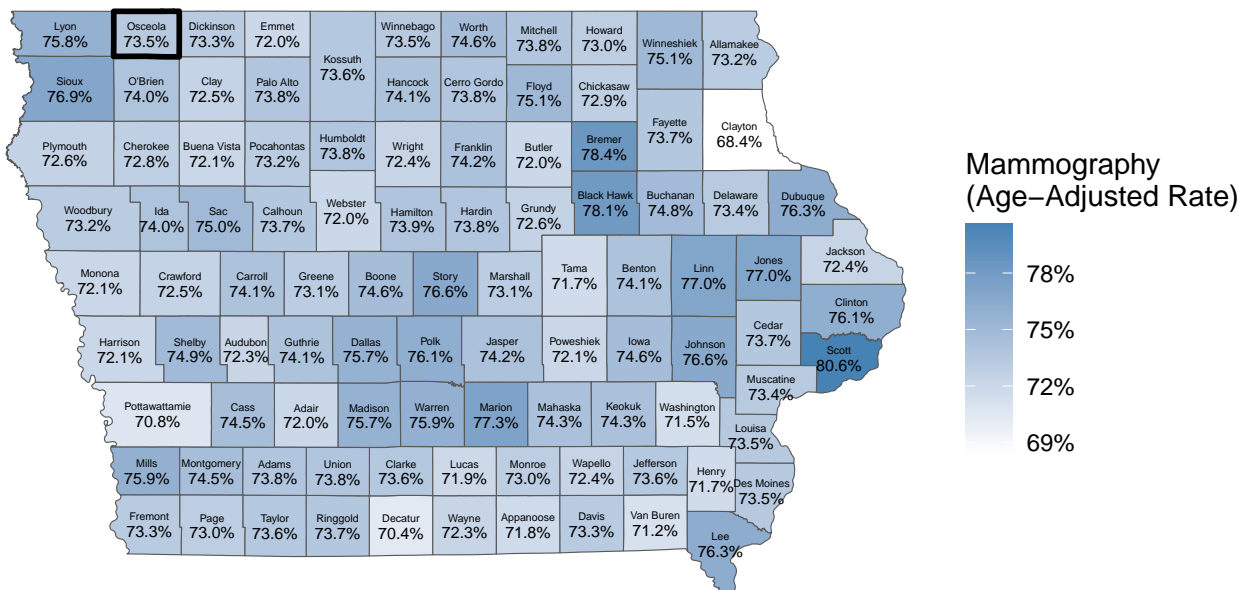 Lyon
75.8%
Osceola
73.5%
Dickinson
73.3%
Emmet
72.0%
Kossuth
73.6%
Winnebago
73.5%
Worth
74.6%
Mitchell
73.8%
Howard
73.0%
Winneshiek
75.1%
Allamakee
73.2%
Sioux
76.9%
O'Brien
74.0%
Clay
72.5%
Palo Alto
73.8%
Hancock
74.1%
Cerro Gordo
73.8%
Floyd
75.1%
Chickasaw
72.9%
Fayette
73.7%
Clayton
68.4%
Plymouth
72.6%
Cherokee
72.8%
Buena Vista
72.1%
Pocahontas
73.2%
Humboldt
73.8%
Wright
72.4%
Franklin
74.2%
Butler
72.0%
Bremer
78.4%
Woodbury
73.2%
Ida
74.0%
Sac
75.0%
Calhoun
73.7%
Webster
72.0%
Hamilton
73.9%
Hardin
73.8%
Grundy
72.6%
Black Hawk
78.1%
Buchanan
74.8%
Delaware
73.4%
Dubuque
76.3%
Monona
72.1%
Crawford
72.5%
Carroll
74.1%
Greene
73.1%
Boone
74.6%
Story
76.6%
Marshall
73.1%
Tama
71.7%
Benton
74.1%
Linn
77.0%
Jones
77.0%
Jackson
72.4%
Clinton
76.1%
Harrison
72.1%
Shelby
74.9%
Audubon
72.3%
Guthrie
74.1%
Dallas
75.7%
Polk
76.1%
Jasper
74.2%
Poweshiek
72.1%
Iowa
74.6%
Johnson
76.6%
Cedar
73.7%
Scott
80.6%
Muscatine
73.4%
Pottawattamie
70.8%
Cass
74.5%
Adair
72.0%
Madison
75.7%
Warren
75.9%
Marion
77.3%
Mahaska
74.3%
Keokuk
74.3%
Washington
71.5%
Louisa
73.5%
Mills
75.9%
Montgomery
74.5%
Adams
73.8%
Union
73.8%
Clarke
73.6%
Lucas
71.9%
Monroe
73.0%
Wapello
72.4%
Jefferson
73.6%
Henry
71.7%
Des Moines
73.5%
Fremont
73.3%
Page
73.0%
Taylor
73.6%
Ringgold
73.7%
Decatur
70.4%
Wayne
72.3%
Appanoose
71.8%
Davis
73.3%
Van Buren
71.2%
Lee
76.3%
Mammography
(Age−Adjusted Rate)
78%
75%
72%
69%